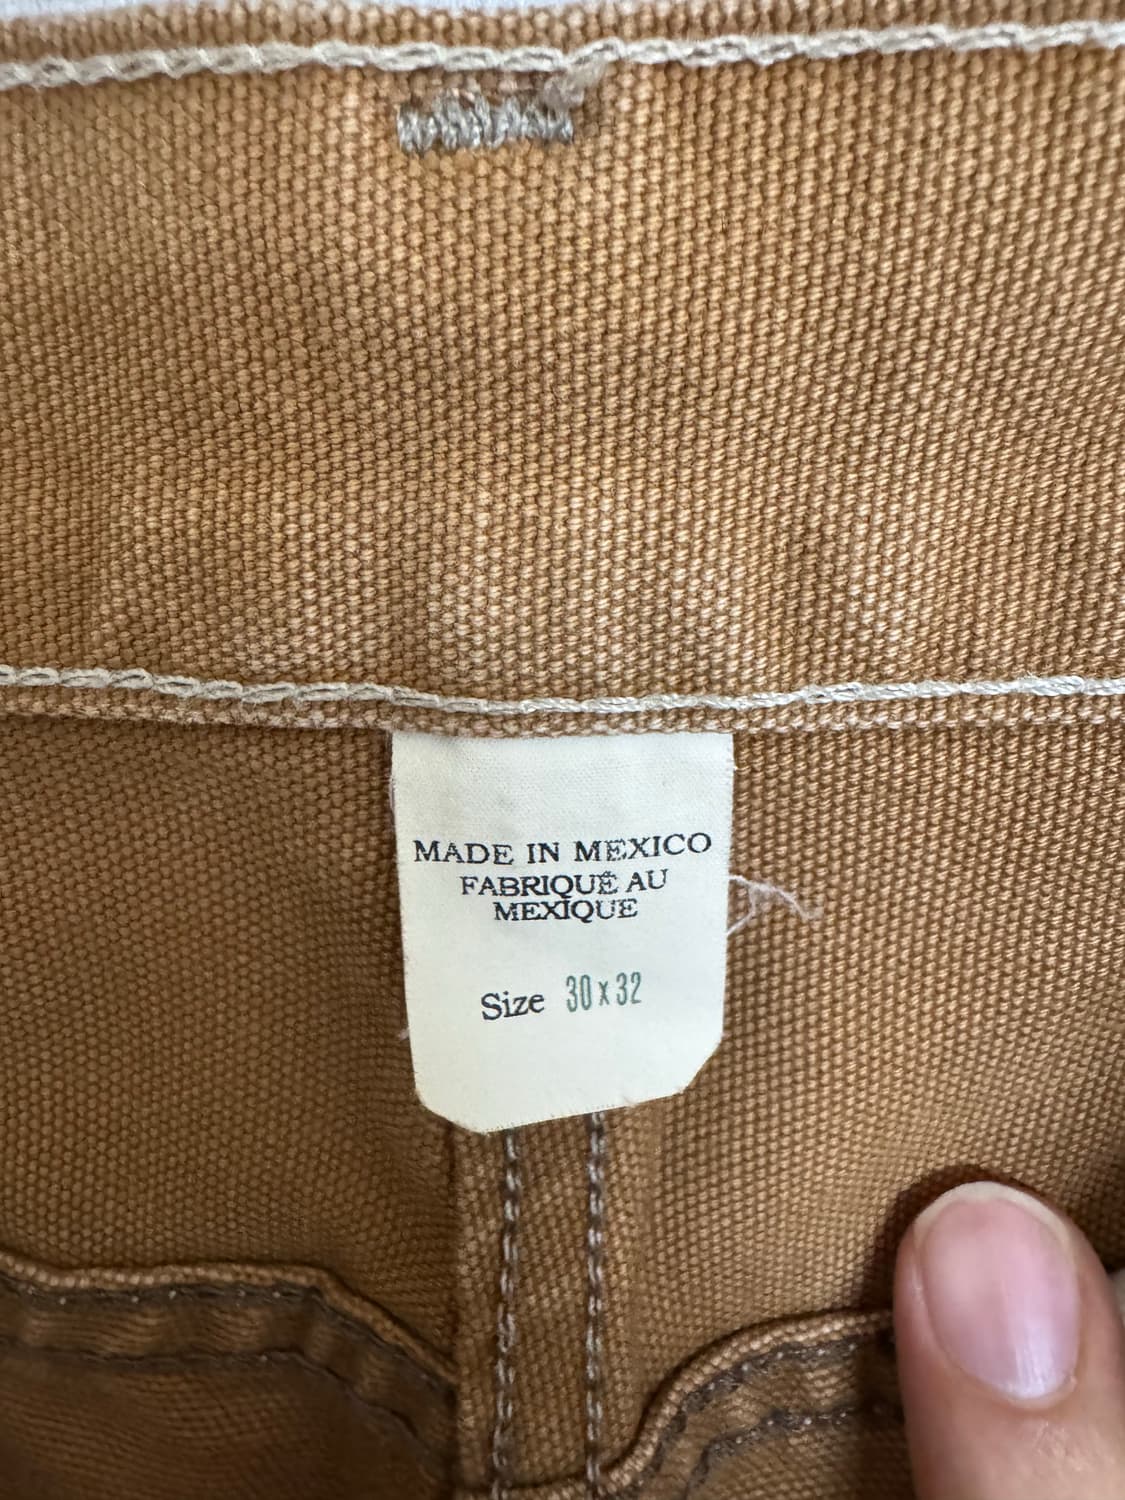 MADE IN MEXICO
FABRIQUÉ AU
MEXIQUE
Size 30 x 32